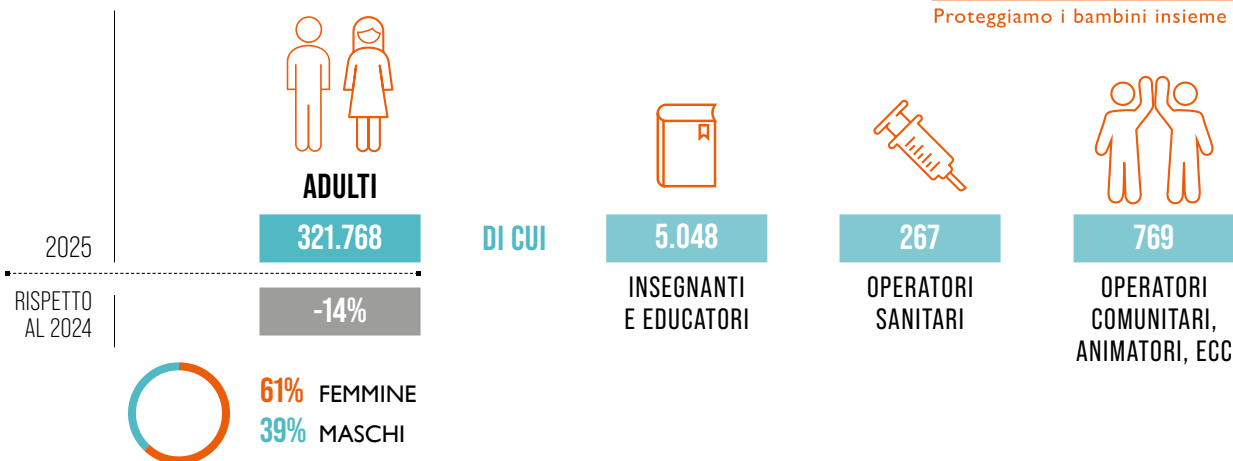 Proteggiamo i bambini insieme
ADULTI
2025
321.768
DI CUI
5.048
267
769
RISPETTO
AL 2024
-14%
INSEGNANTI
E EDUCATORI
OPERATORI
SANITARI
OPERATORI
COMUNITARI,
ANIMATORI, ECC
61% FEMMINE
39% MASCHI